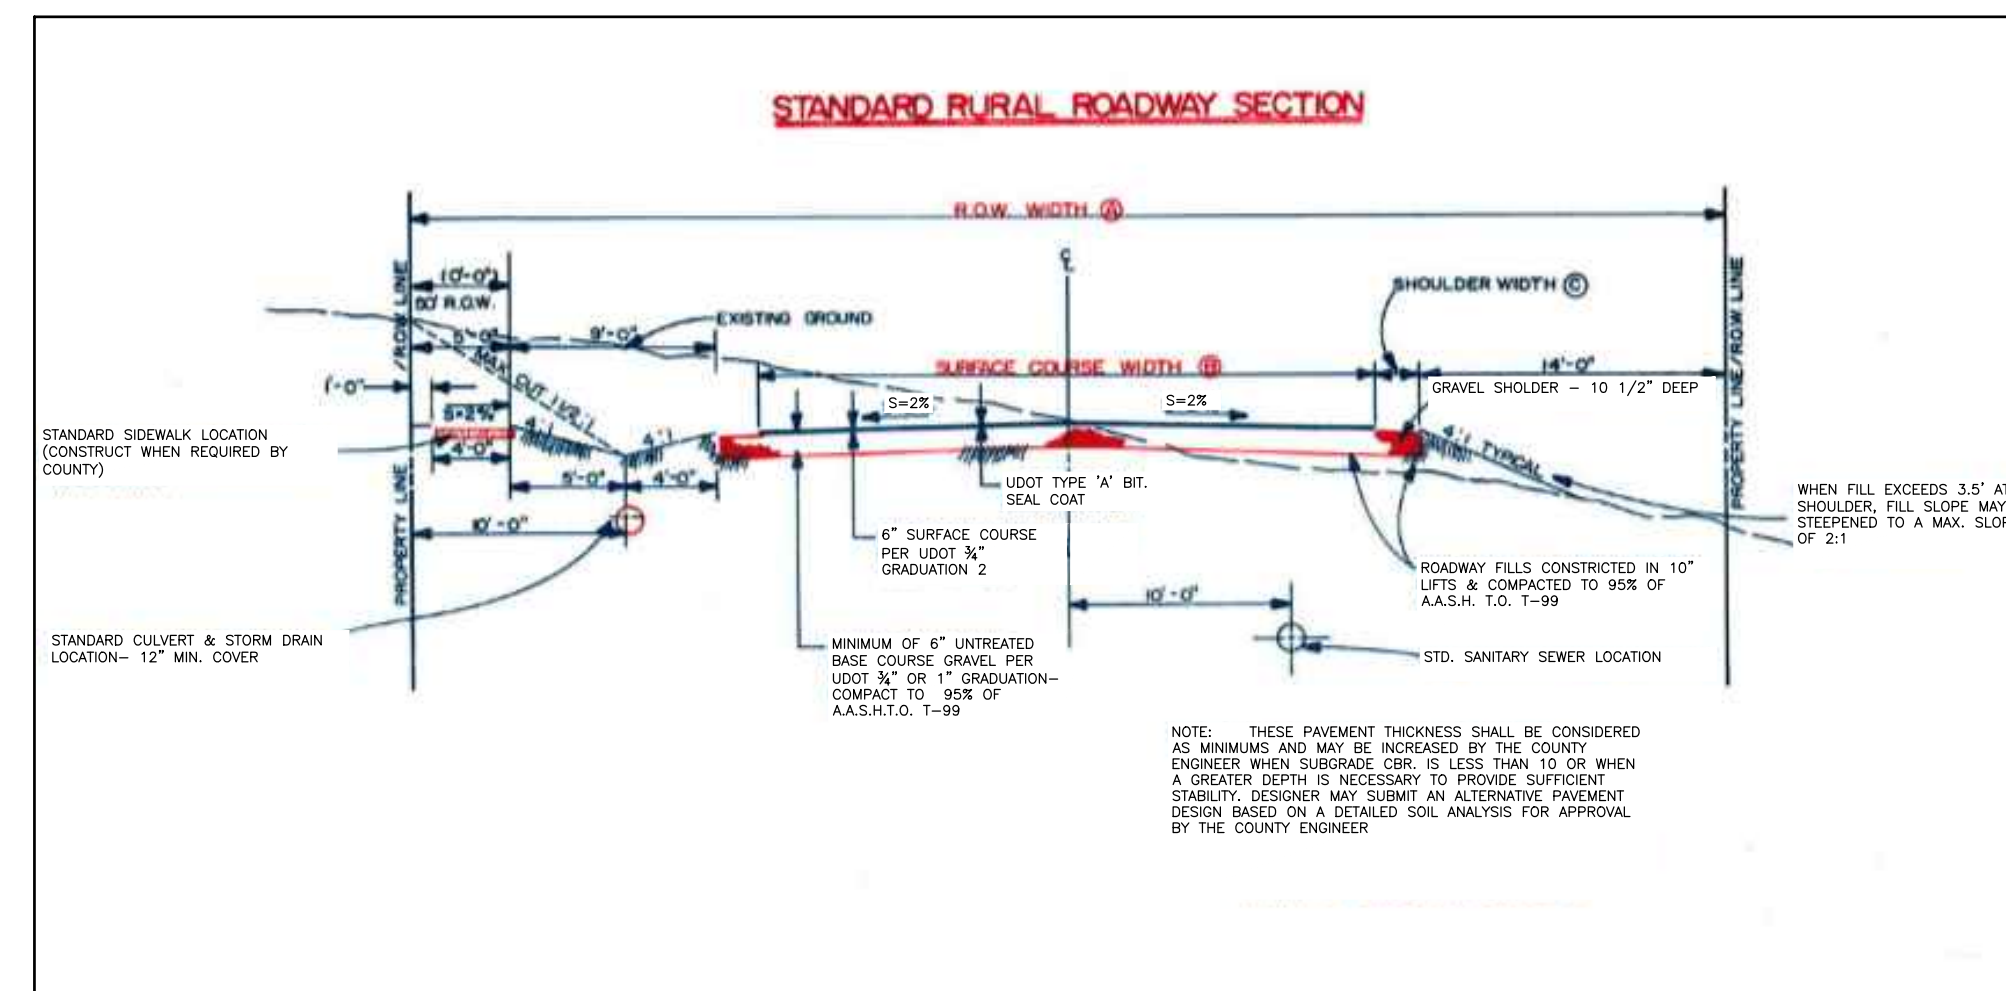 STANDARD RURAL ROADWAY SECTION
R.O.W. WIDTH Ⓐ
℄
(0'-0")
60' R.O.W.
9'-0"
EXISTING GROUND
SHOULDER WIDTH Ⓒ
SURFACE COURSE WIDTH Ⓑ
14'-0"
1'-0"
MAX. CUT 1 1/2:1
GRAVEL SHOLDER - 10 1/2" DEEP
S=2%
S=2%
S=2%
/ROW LINE
PROPERTY LINE
PROPERTY LINE/ROW LINE
STANDARD SIDEWALK LOCATION
(CONSTRUCT WHEN REQUIRED BY
COUNTY)
4:1
4:1
4:1 TYPICAL
4'-0"
5'-0"
4'-0"
10'-0"
UDOT TYPE 'A' BIT.
SEAL COAT
6" SURFACE COURSE
PER UDOT ¾"
GRADUATION 2
WHEN FILL EXCEEDS 3.5' AT
SHOULDER, FILL SLOPE MAY
STEEPENED TO A MAX. SLOP
OF 2:1
ROADWAY FILLS CONSTRICTED IN 10"
LIFTS & COMPACTED TO 95% OF
A.A.S.H. T.O. T-99
10'-0"
STANDARD CULVERT & STORM DRAIN
LOCATION- 12" MIN. COVER
MINIMUM OF 6" UNTREATED
BASE COURSE GRAVEL PER
UDOT ¾" OR 1" GRADUATION-
COMPACT TO 95% OF
A.A.S.H.T.O. T-99
STD. SANITARY SEWER LOCATION
NOTE: THESE PAVEMENT THICKNESS SHALL BE CONSIDERED
AS MINIMUMS AND MAY BE INCREASED BY THE COUNTY
ENGINEER WHEN SUBGRADE CBR. IS LESS THAN 10 OR WHEN
A GREATER DEPTH IS NECESSARY TO PROVIDE SUFFICIENT
STABILITY. DESIGNER MAY SUBMIT AN ALTERNATIVE PAVEMENT
DESIGN BASED ON A DETAILED SOIL ANALYSIS FOR APPROVAL
BY THE COUNTY ENGINEER